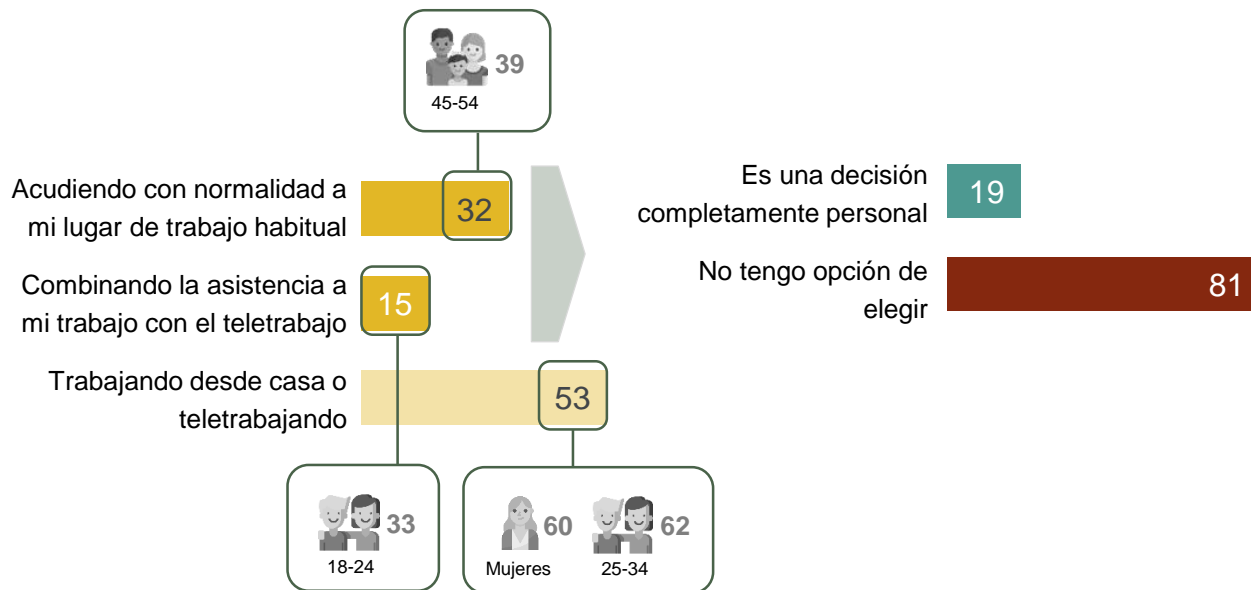 39
45-54
Acudiendo con normalidad a
mi lugar de trabajo habitual
32
Combinando la asistencia a
mi trabajo con el teletrabajo
15
Trabajando desde casa o
teletrabajando
53
33
18-24
60
Mujeres
62
25-34
Es una decisión
completamente personal
19
No tengo opción de
elegir
81